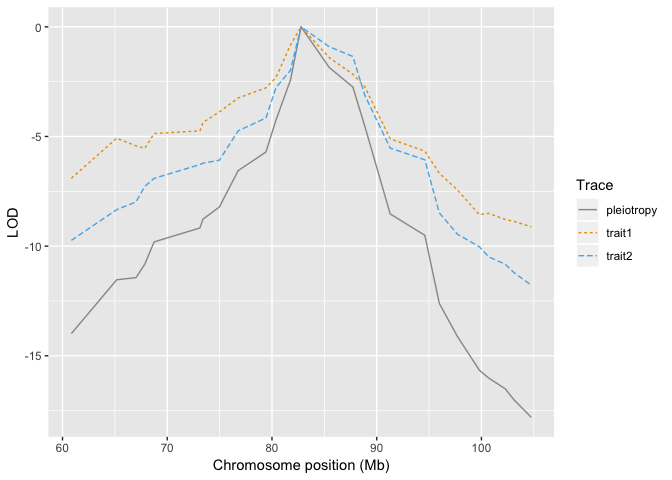 0
-5
-10
-15
LOD
60 70 80 90 100
Chromosome position (Mb)
Trace
pleiotropy
trait1
trait2